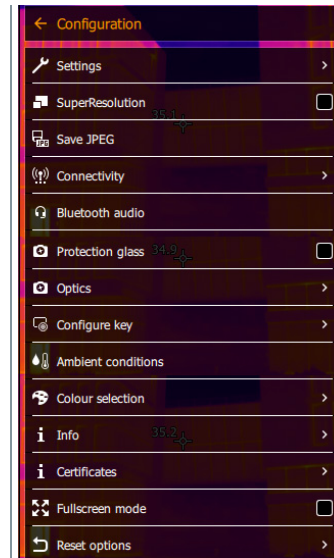 Configuration
Settings
SuperResolution
35.1
Save JPEG
Connectivity
Bluetooth audio
Protection glass
34.9
Optics
Configure key
Ambient conditions
Colour selection
Info
35.2
Certificates
Fullscreen mode
Reset options